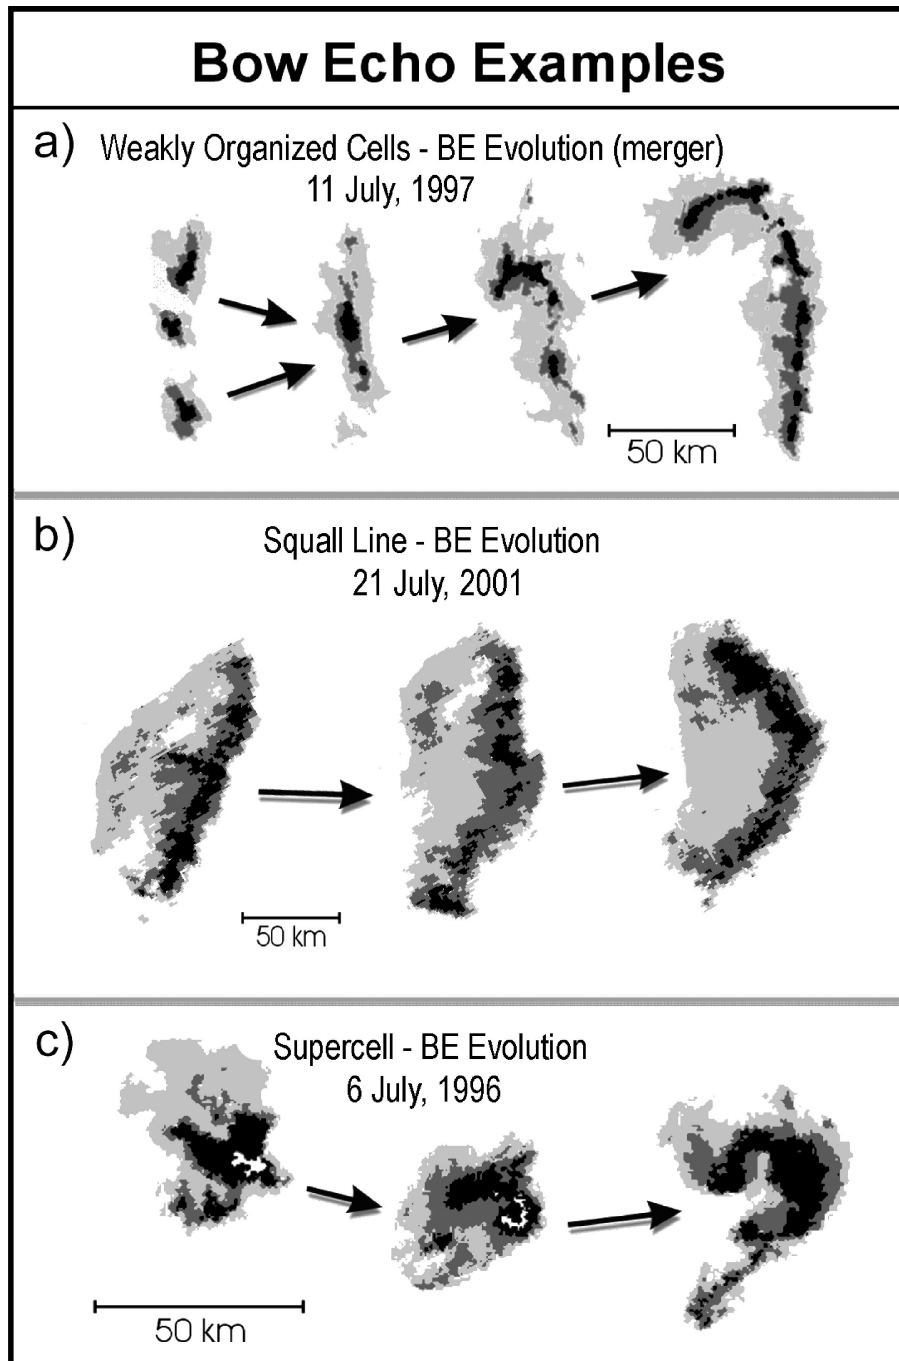 Bow Echo Examples
a) Weakly Organized Cells - BE Evolution (merger)
11 July, 1997
50 km
b)
Squall Line - BE Evolution
21 July, 2001
50 km
c)
Supercell - BE Evolution
6 July, 1996
50 km